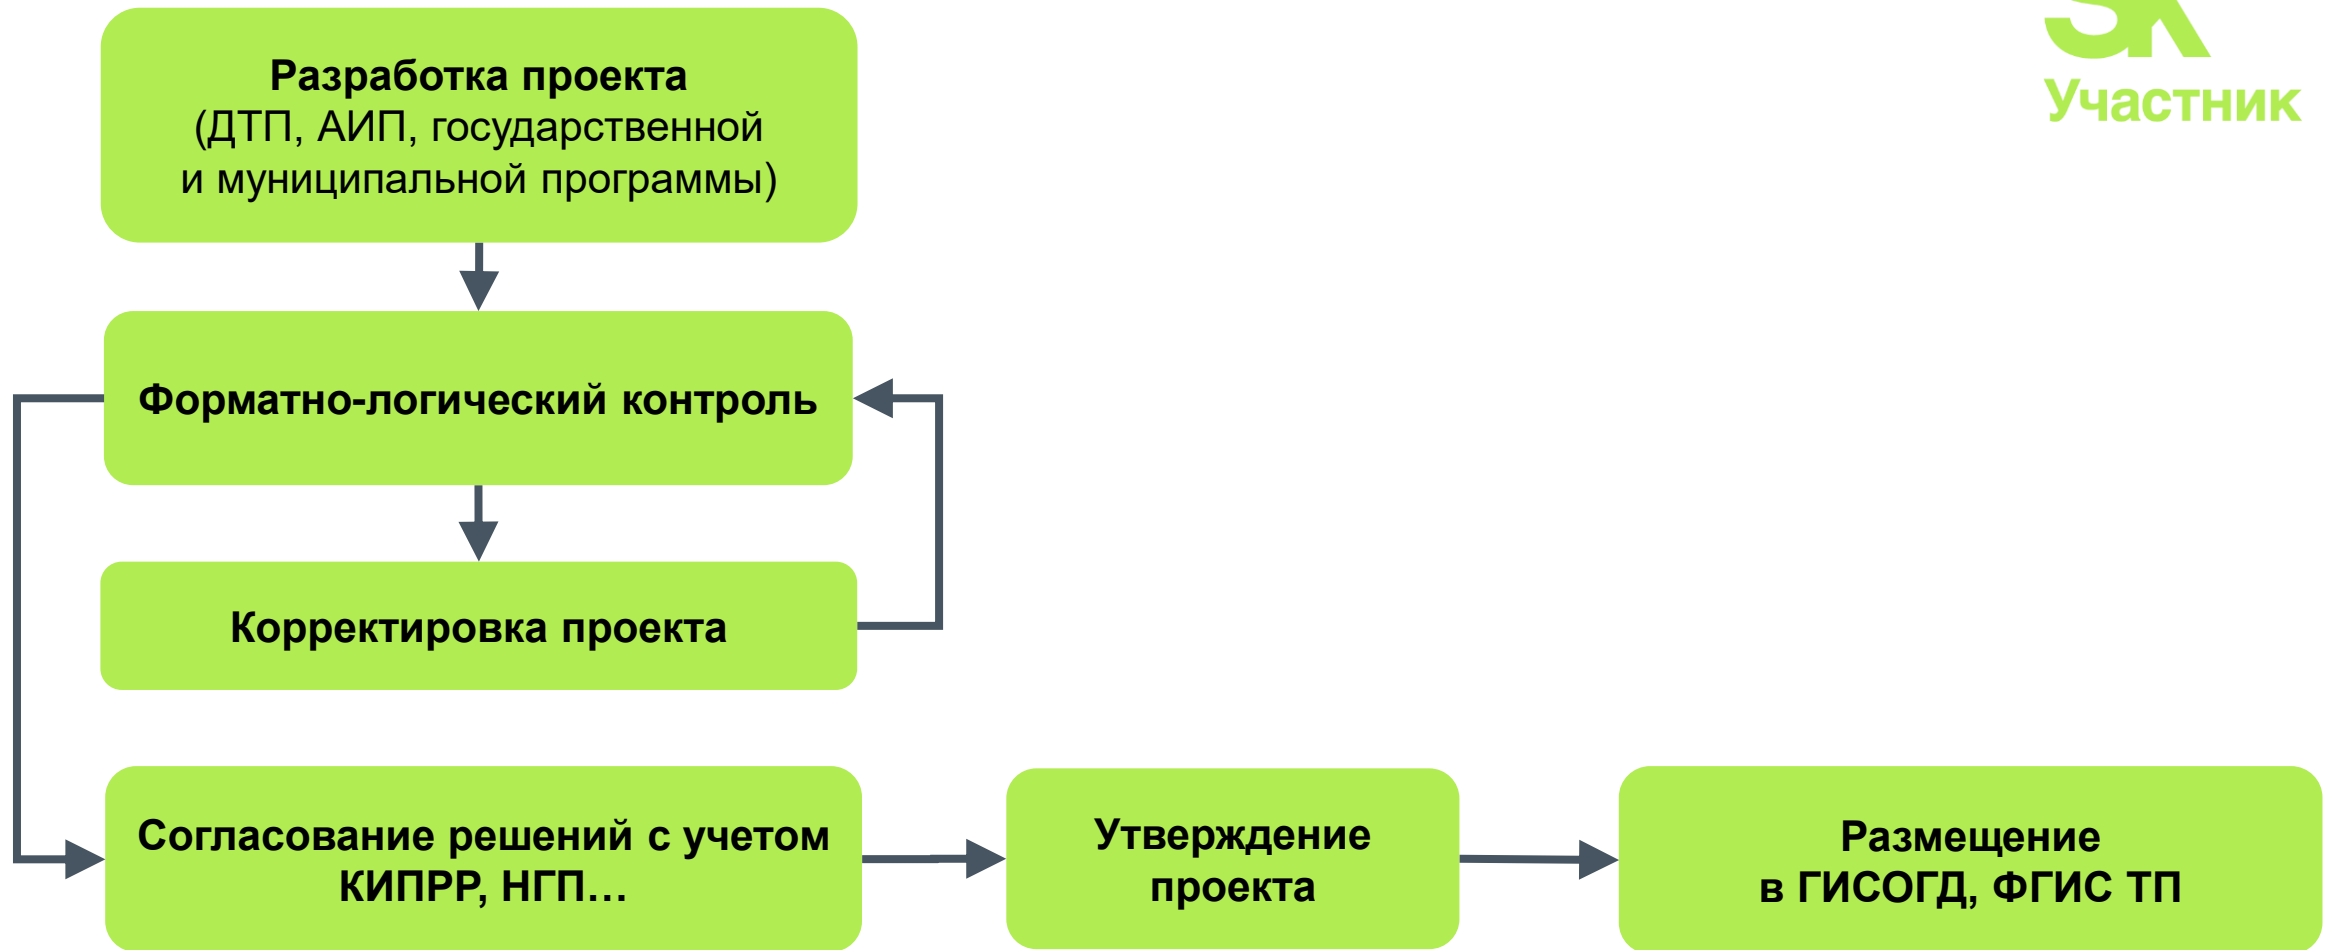 Sk
Участник
Разработка проекта
(ДТП, АИП, государственной
и муниципальной программы)
Форматно-логический контроль
Корректировка проекта
Согласование решений с учетом
КИПРР, НГП...
Утверждение
проекта
Размещение
в ГИСОГД, ФГИС ТП